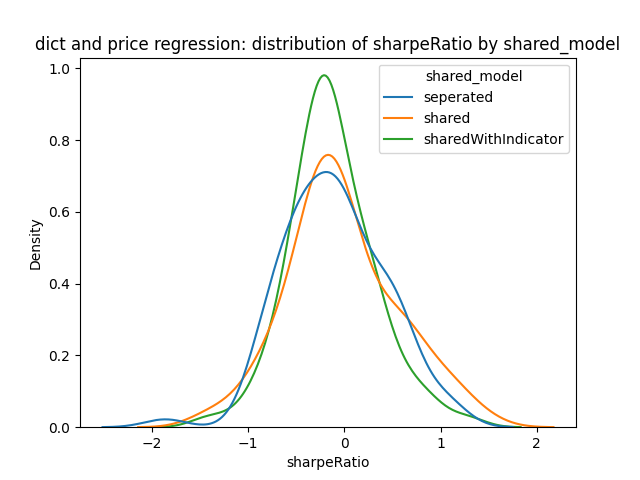 dict and price regression: distribution of sharpeRatio by shared_model
shared_model
seperated
shared
sharedWithIndicator
1.0
0.8
0.6
0.4
0.2
0.0
Density
−2
−1
0
1
2
sharpeRatio